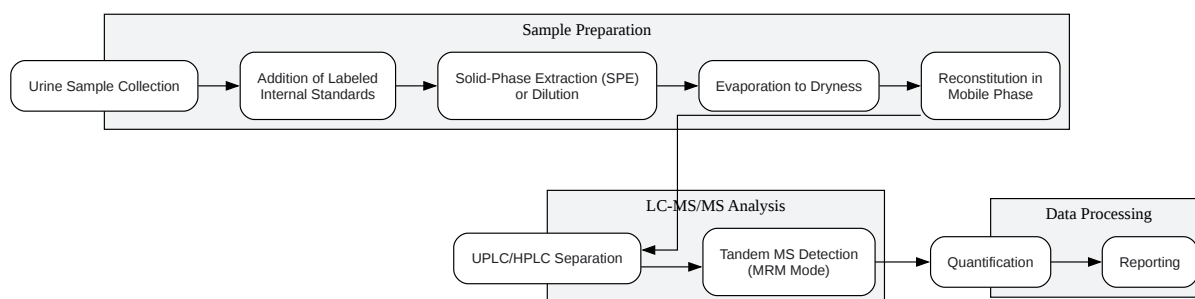 Sample Preparation
Urine Sample Collection
Addition of Labeled
Internal Standards
Solid-Phase Extraction (SPE)
or Dilution
Evaporation to Dryness
Reconstitution in
Mobile Phase
LC-MS/MS Analysis
UPLC/HPLC Separation
Tandem MS Detection
(MRM Mode)
Data Processing
Quantification
Reporting